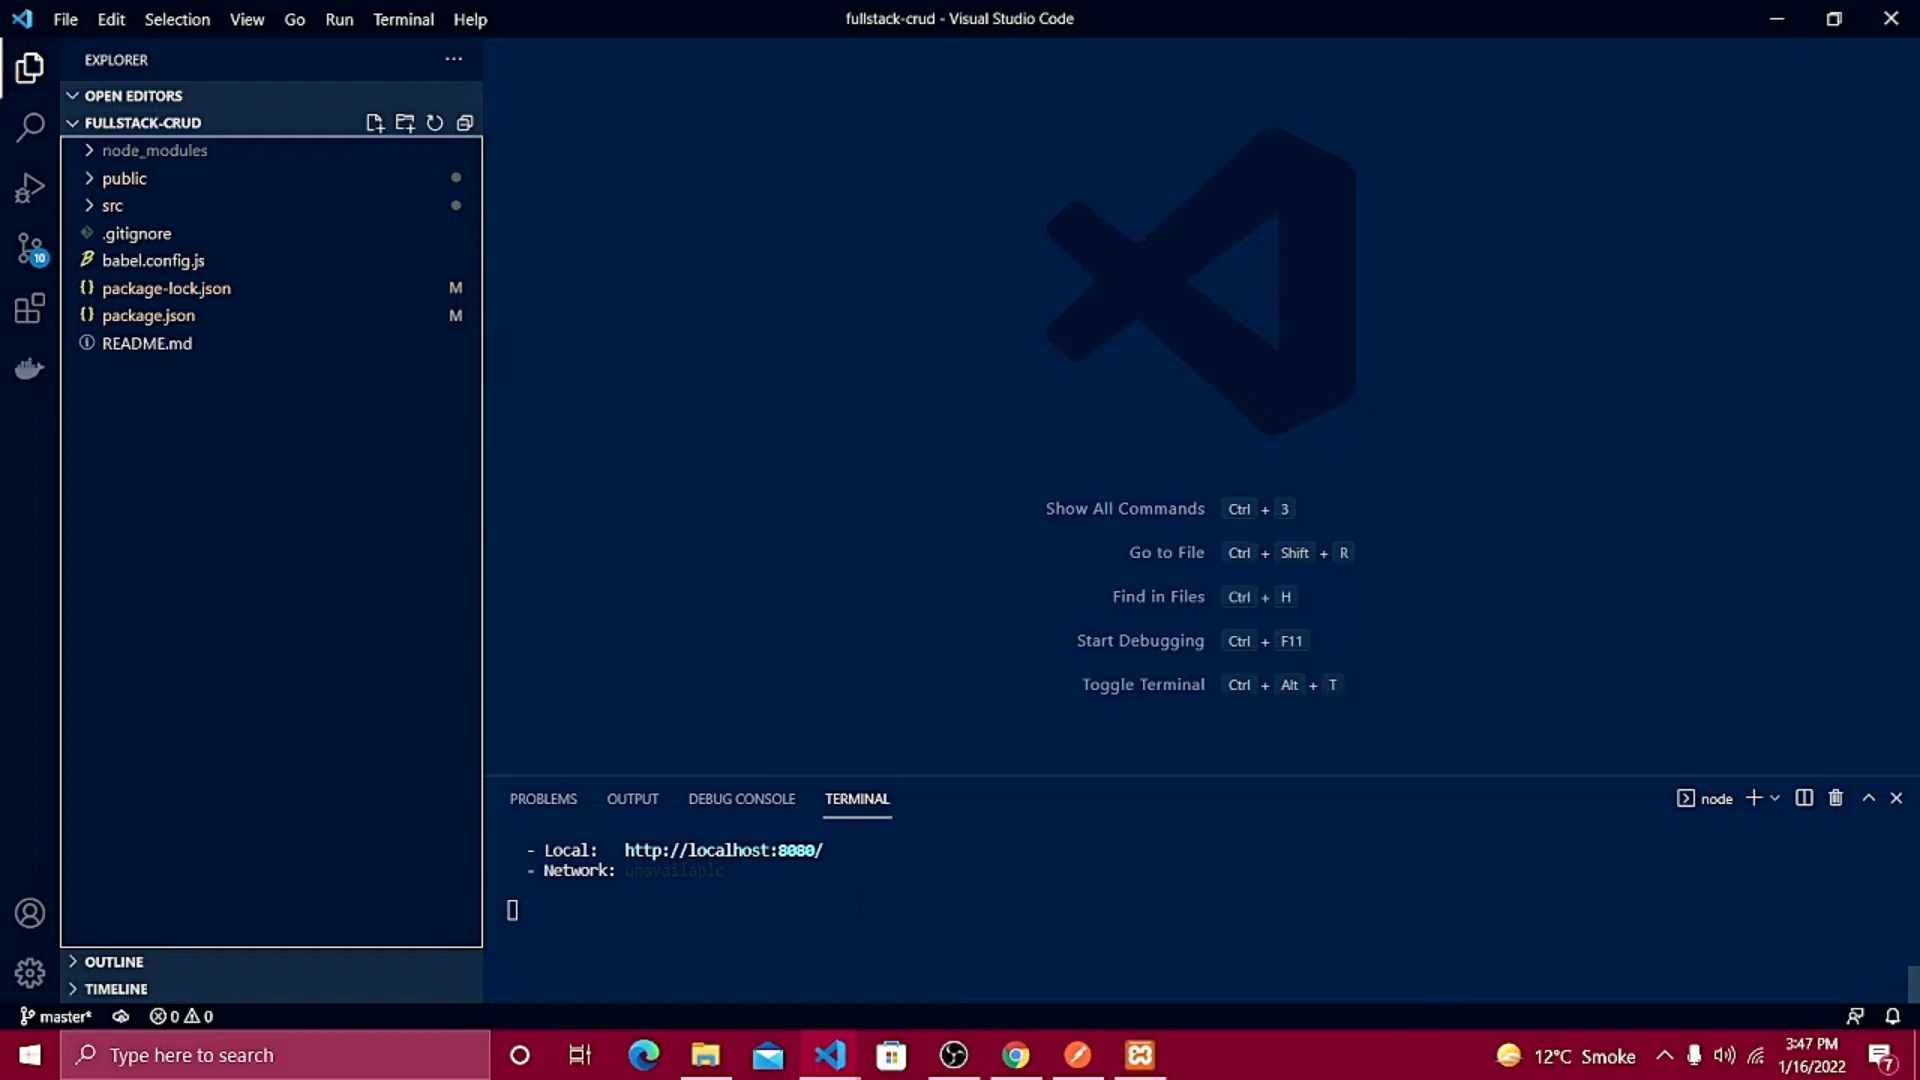 File Edit Selection View Go Run Terminal Help
fullstack-crud - Visual Studio Code
EXPLORER
OPEN EDITORS
FULLSTACK-CRUD
node_modules
public
src
.gitignore
babel.config.js
package-lock.json M
package.json M
README.md
10
Show All Commands Ctrl + 3
Go to File Ctrl + Shift + R
Find in Files Ctrl + H
Start Debugging Ctrl + F11
Toggle Terminal Ctrl + Alt + T
PROBLEMS OUTPUT DEBUG CONSOLE TERMINAL
node
- Local: http://localhost:8080/
- Network: unavailable
OUTLINE
TIMELINE
master* 0 0
Type here to search
12°C Smoke
3:47 PM
1/16/2022
7